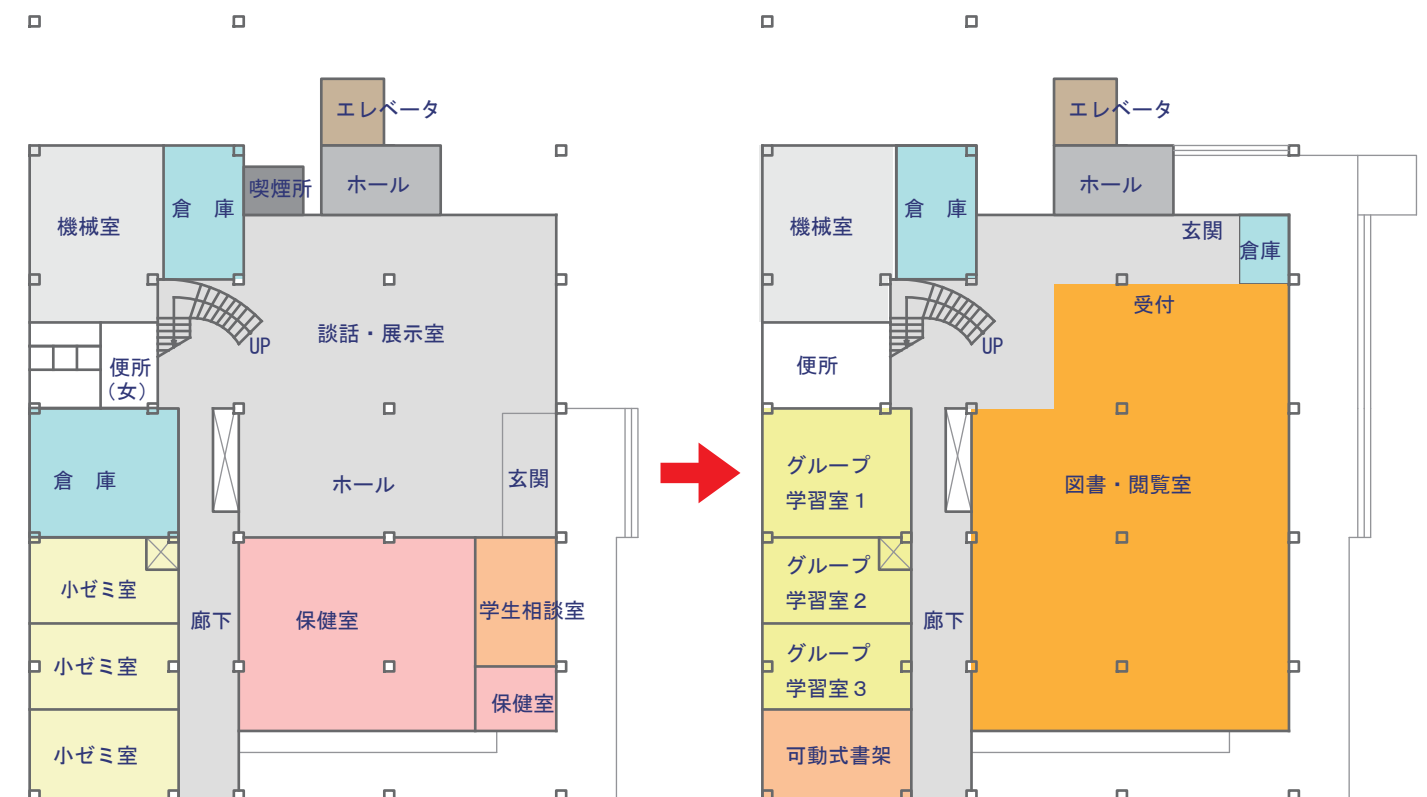 エレベータ
喫煙所
ホール
倉　庫
機械室
談話・展示室
UP
便所
(女)
倉　庫
ホール
玄関
小ゼミ室
廊下
保健室
学生相談室
小ゼミ室
保健室
小ゼミ室
エレベータ
ホール
倉　庫
機械室
玄関
倉庫
受付
UP
便所
グループ
学習室１
図書・閲覧室
グループ
学習室２
廊下
グループ
学習室３
可動式書架